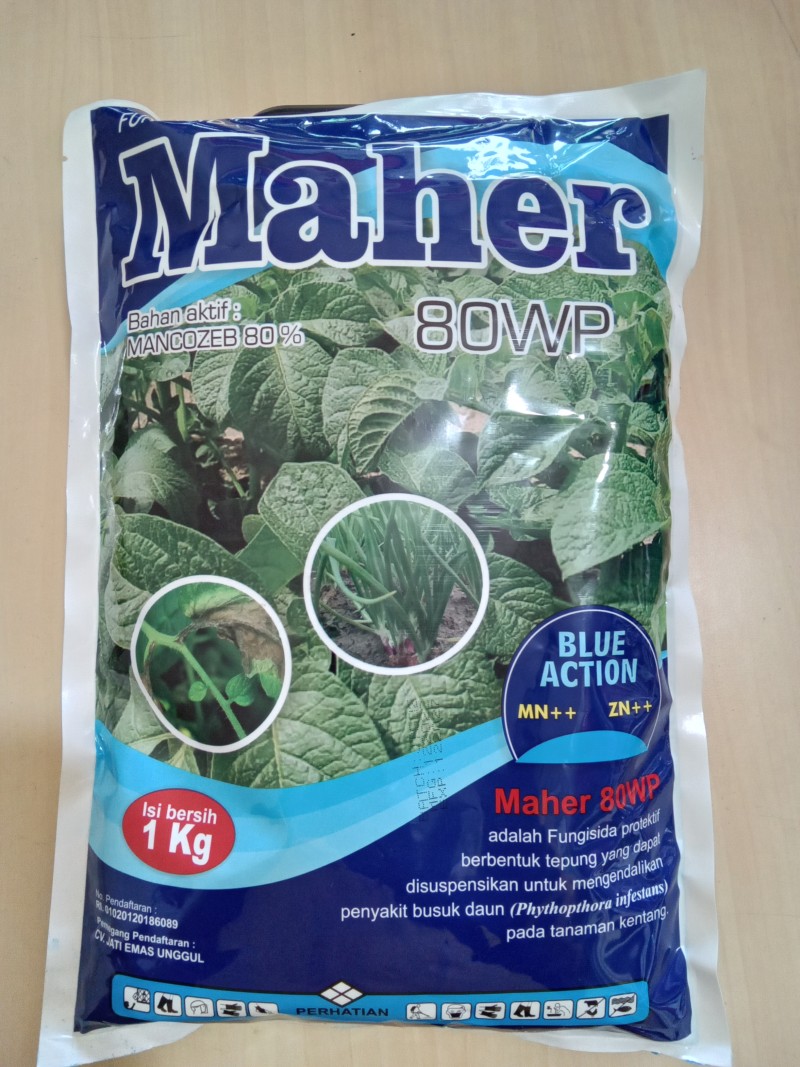 Maher
Bahan aktif :
MANCOZEB 80 %
80WP
BLUE
ACTION
MN++ ZN++
Isi bersih
1 Kg
Maher 80WP
adalah Fungisida protektif
berbentuk tepung yang dapat
disuspensikan untuk mengendalikan
penyakit busuk daun (Phythopthora infestans)
pada tanaman kentang.
No. Pendaftaran :
RI. 01020120186089
Pemegang Pendaftaran :
CV. JATI EMAS UNGGUL
PERHATIAN